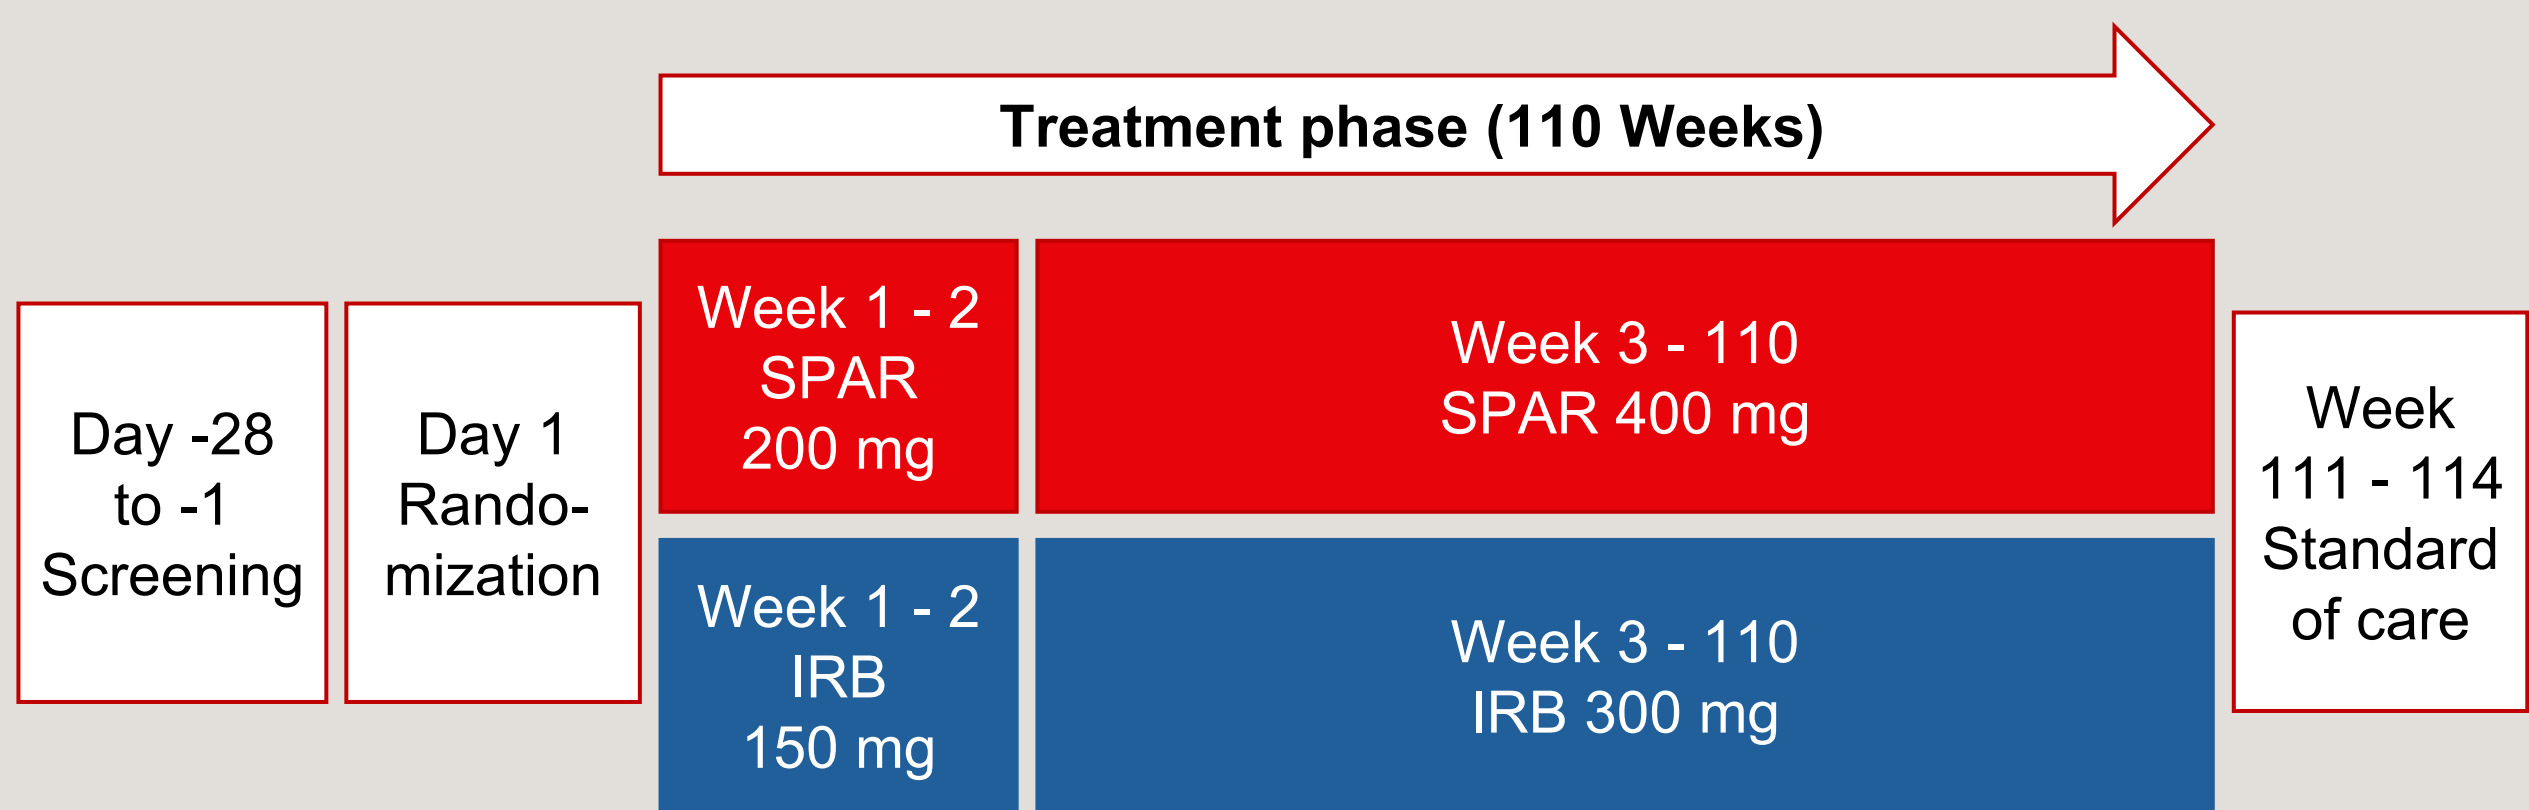 Treatment phase (110 Weeks)
Day -28
to -1
Screening
Day 1
Rando-
mization
Week 1 - 2
SPAR
200 mg
Week 3 - 110
SPAR 400 mg
Week 1 - 2
IRB
150 mg
Week 3 - 110
IRB 300 mg
Week
111 - 114
Standard
of care